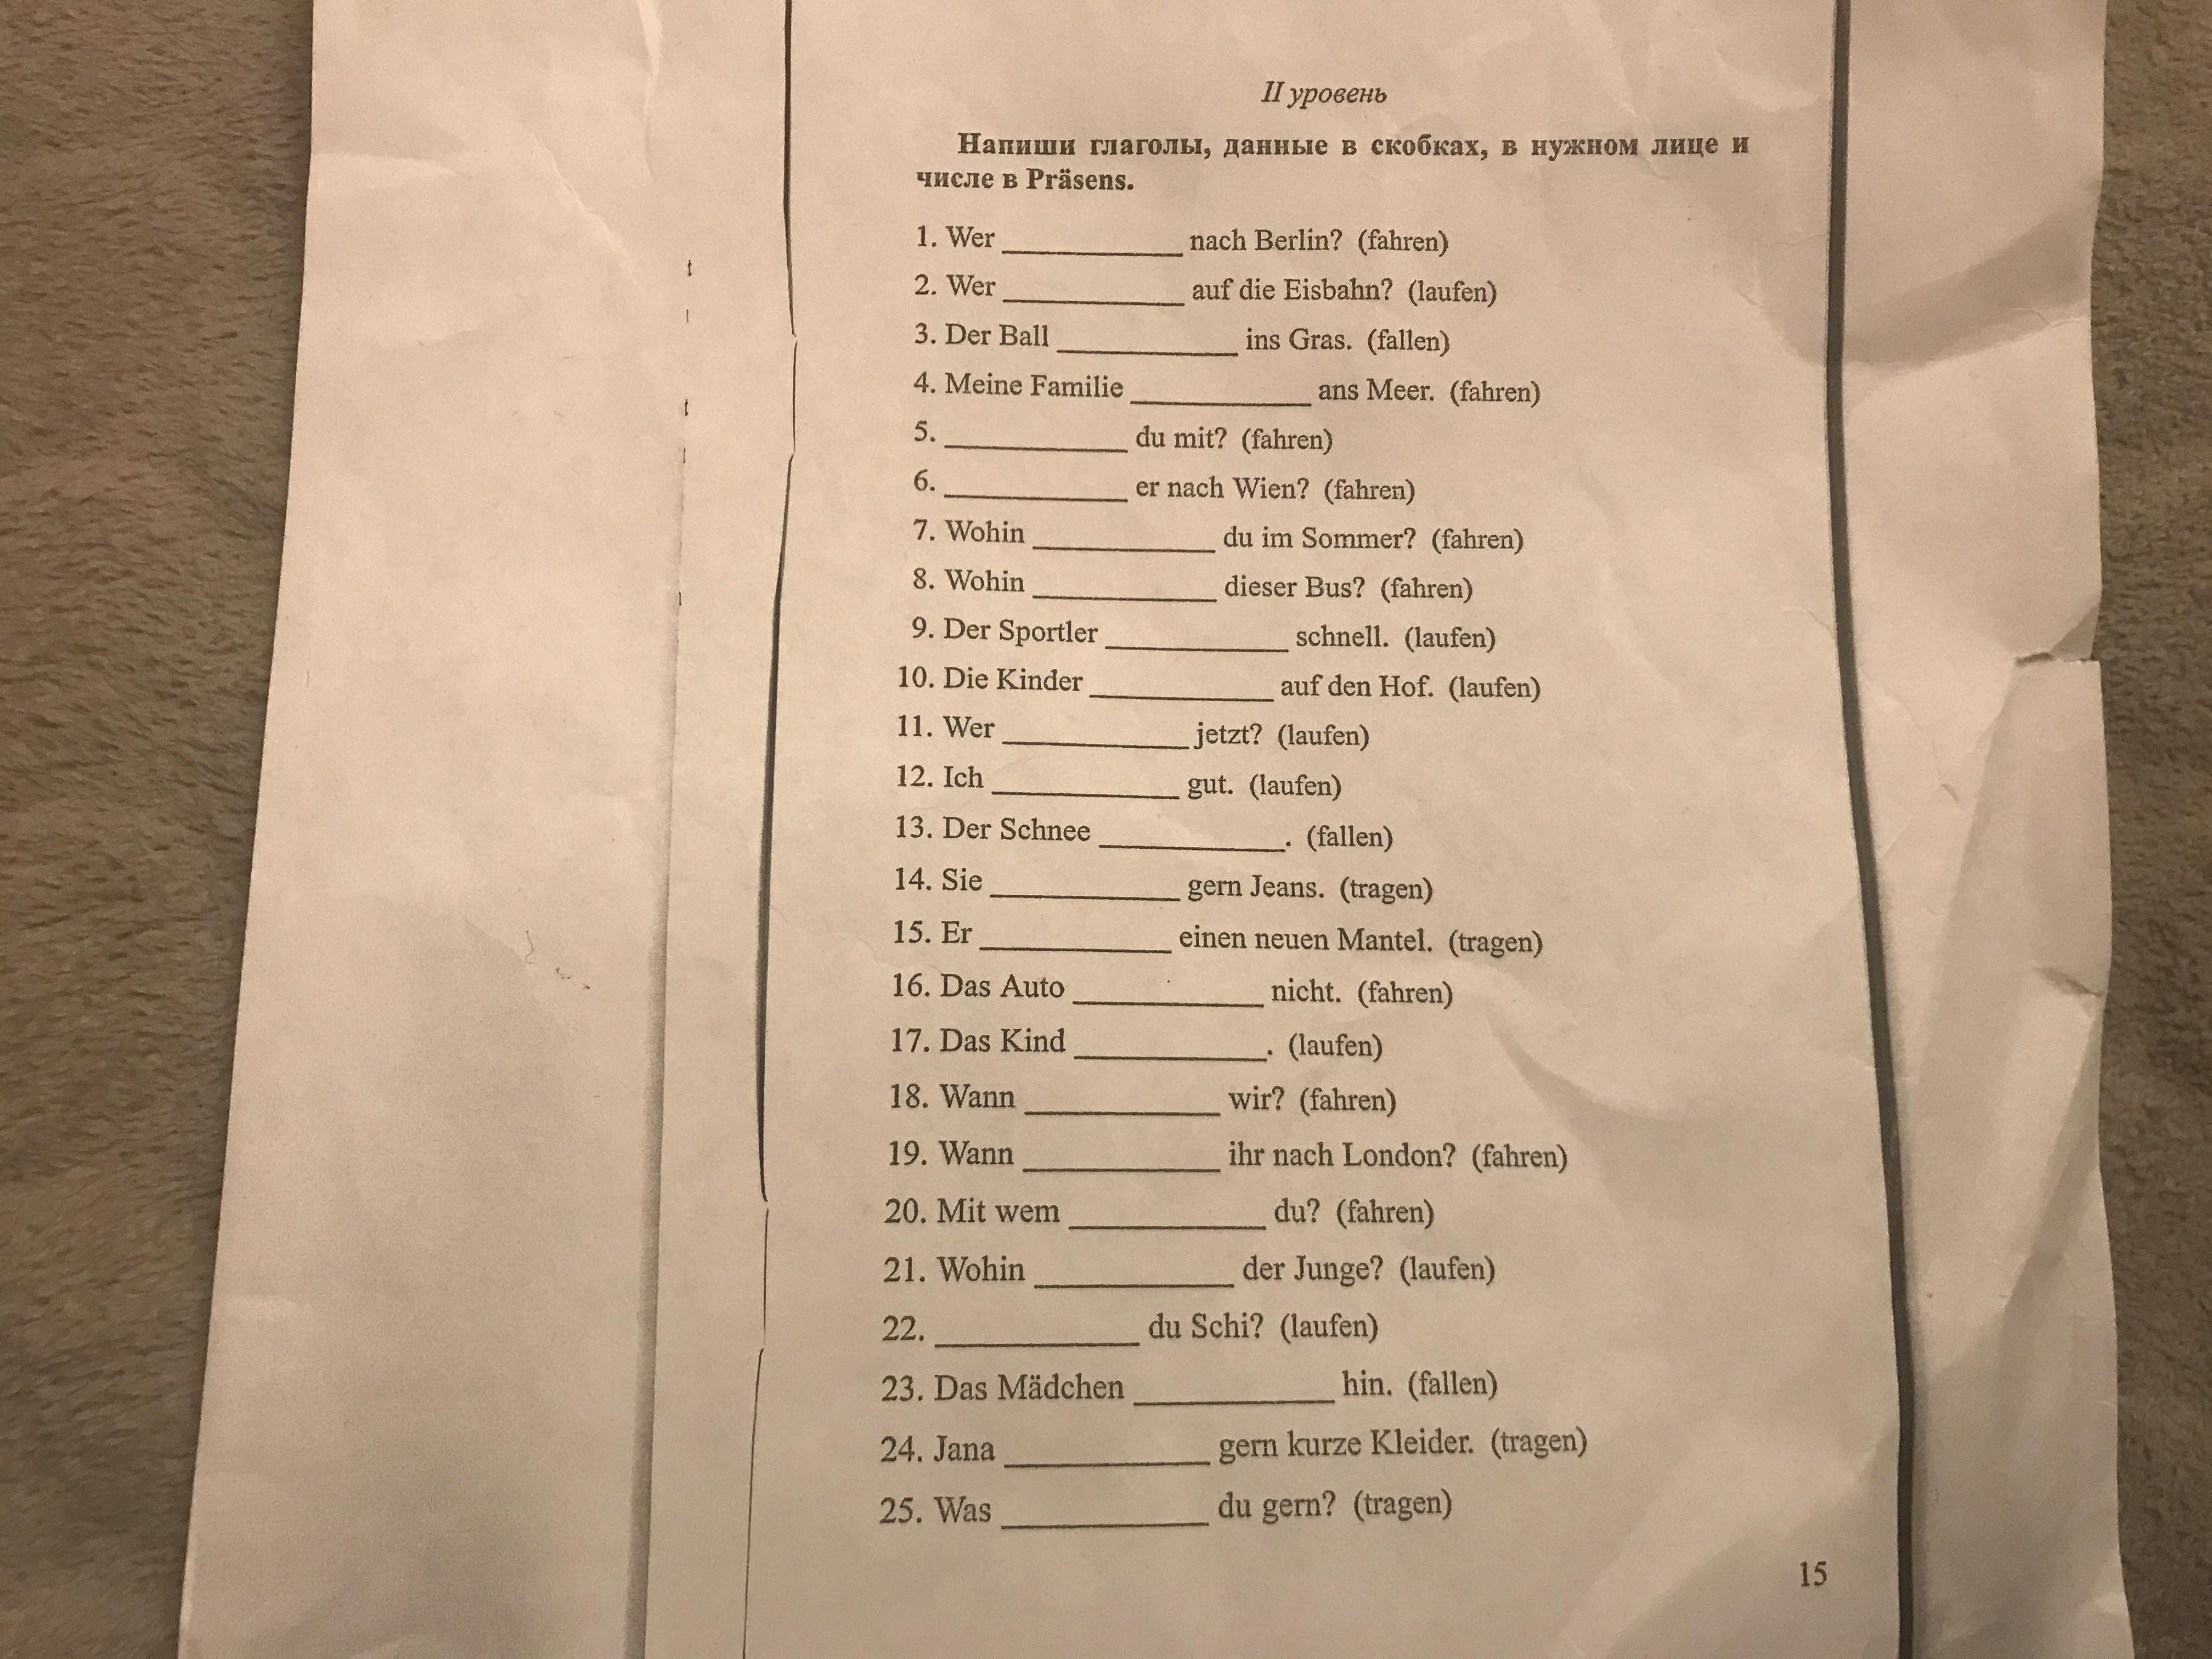 II уровень
Напиши глаголы, данные в скобках, в нужном лице и
числе в Präsens.
1. Wer ____________ nach Berlin? (fahren)
2. Wer ____________ auf die Eisbahn? (laufen)
3. Der Ball ____________ ins Gras. (fallen)
4. Meine Familie ____________ ans Meer. (fahren)
5. ____________ du mit? (fahren)
6. ____________ er nach Wien? (fahren)
7. Wohin ____________ du im Sommer? (fahren)
8. Wohin ____________ dieser Bus? (fahren)
9. Der Sportler ____________ schnell. (laufen)
10. Die Kinder ____________ auf den Hof. (laufen)
11. Wer ____________ jetzt? (laufen)
12. Ich ____________ gut. (laufen)
13. Der Schnee ____________. (fallen)
14. Sie ____________ gern Jeans. (tragen)
15. Er ____________ einen neuen Mantel. (tragen)
16. Das Auto ____________ nicht. (fahren)
17. Das Kind ____________. (laufen)
18. Wann ____________ wir? (fahren)
19. Wann ____________ ihr nach London? (fahren)
20. Mit wem ____________ du? (fahren)
21. Wohin ____________ der Junge? (laufen)
22. ____________ du Schi? (laufen)
23. Das Mädchen ____________ hin. (fallen)
24. Jana ____________ gern kurze Kleider. (tragen)
25. Was ____________ du gern? (tragen)
15